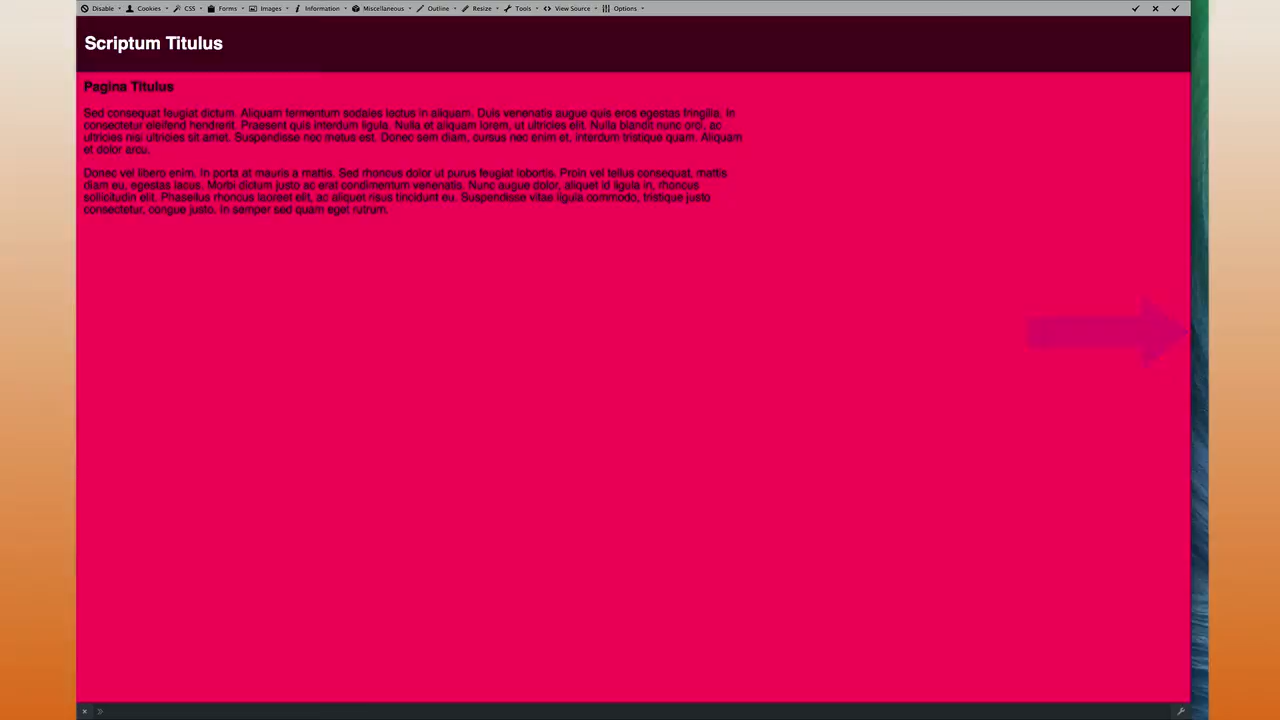 Disable Cookies CSS Forms Images Information Miscellaneous Outline Resize Tools View Source Options
Scriptum Titulus
Pagina Titulus
Sed consequat feugiat dictum. Aliquam fermentum sodales lectus in aliquam. Duis venenatis augue quis eros egestas fringilla. In
consectetur eleifend hendrerit. Praesent quis interdum ligula. Nulla et aliquam lorem, ut ultricies elit. Nulla blandit nunc orci, ac
ultricies nisi ultricies sit amet. Suspendisse nec metus est. Donec sem diam, cursus nec enim et, interdum tristique quam. Aliquam
et dolor arcu.
Donec vel libero enim. In porta at mauris a mattis. Sed rhoncus dolor ut purus feugiat lobortis. Proin vel tellus consequat, mattis
diam eu, egestas lacus. Morbi dictum justo ac erat condimentum venenatis. Nunc augue dolor, aliquet id ligula in, rhoncus
sollicitudin elit. Phasellus rhoncus laoreet elit, ac aliquet risus tincidunt eu. Suspendisse vitae ligula commodo, tristique justo
consectetur, congue justo. In semper sed quam eget rutrum.